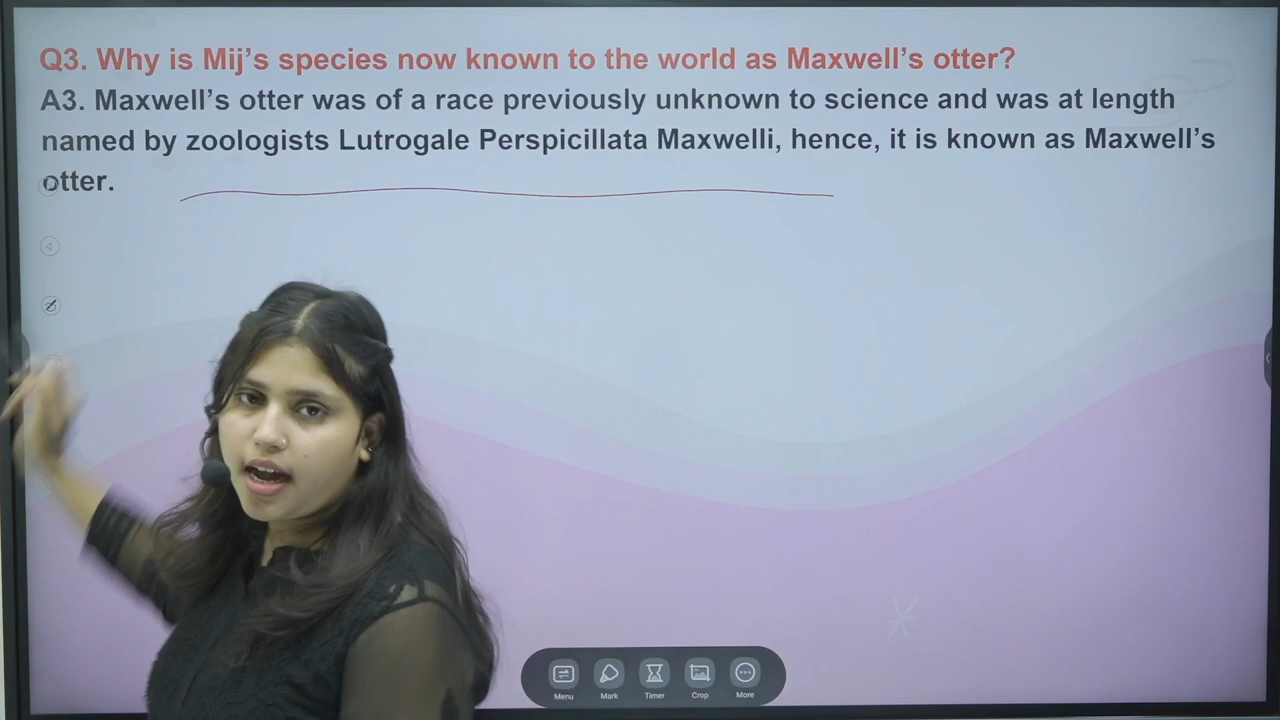 Q3. Why is Mij's species now known to the world as Maxwell's otter?
A3. Maxwell's otter was of a race previously unknown to science and was at length
named by zoologists Lutrogale Perspicillata Maxwelli, hence, it is known as Maxwell's
otter.
Menu Mark Timer Crop More